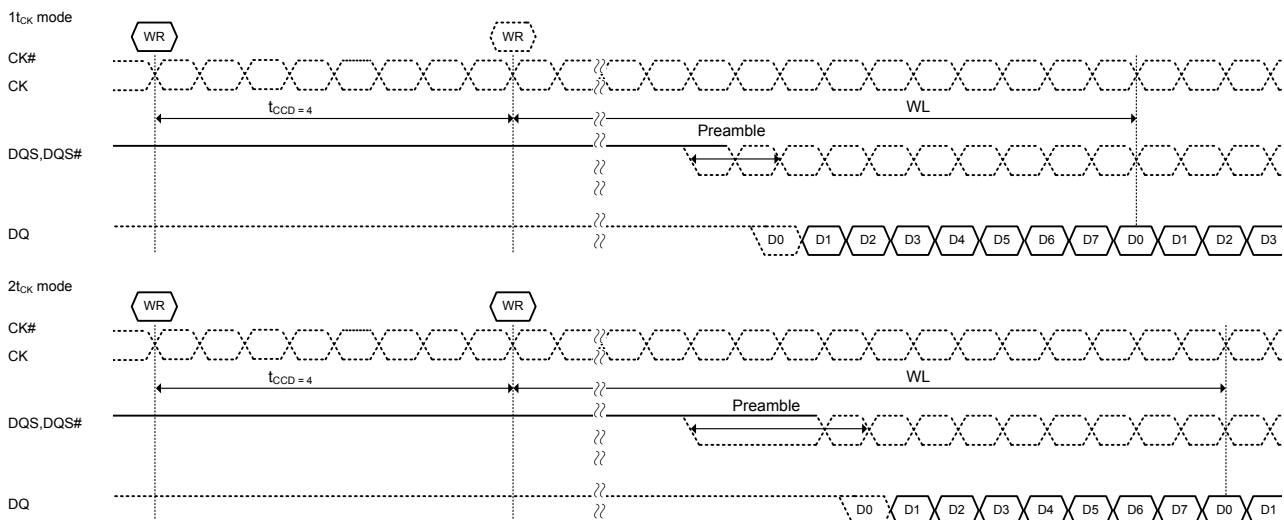 1tCK mode
WR WR
CK#
CK
tCCD = 4 WL
Preamble
DQS,DQS#
DQ D0 D1 D2 D3 D4 D5 D6 D7 D0 D1 D2 D3
2tCK mode
WR WR
CK#
CK
tCCD = 4 WL
Preamble
DQS,DQS#
DQ D0 D1 D2 D3 D4 D5 D6 D7 D0 D1